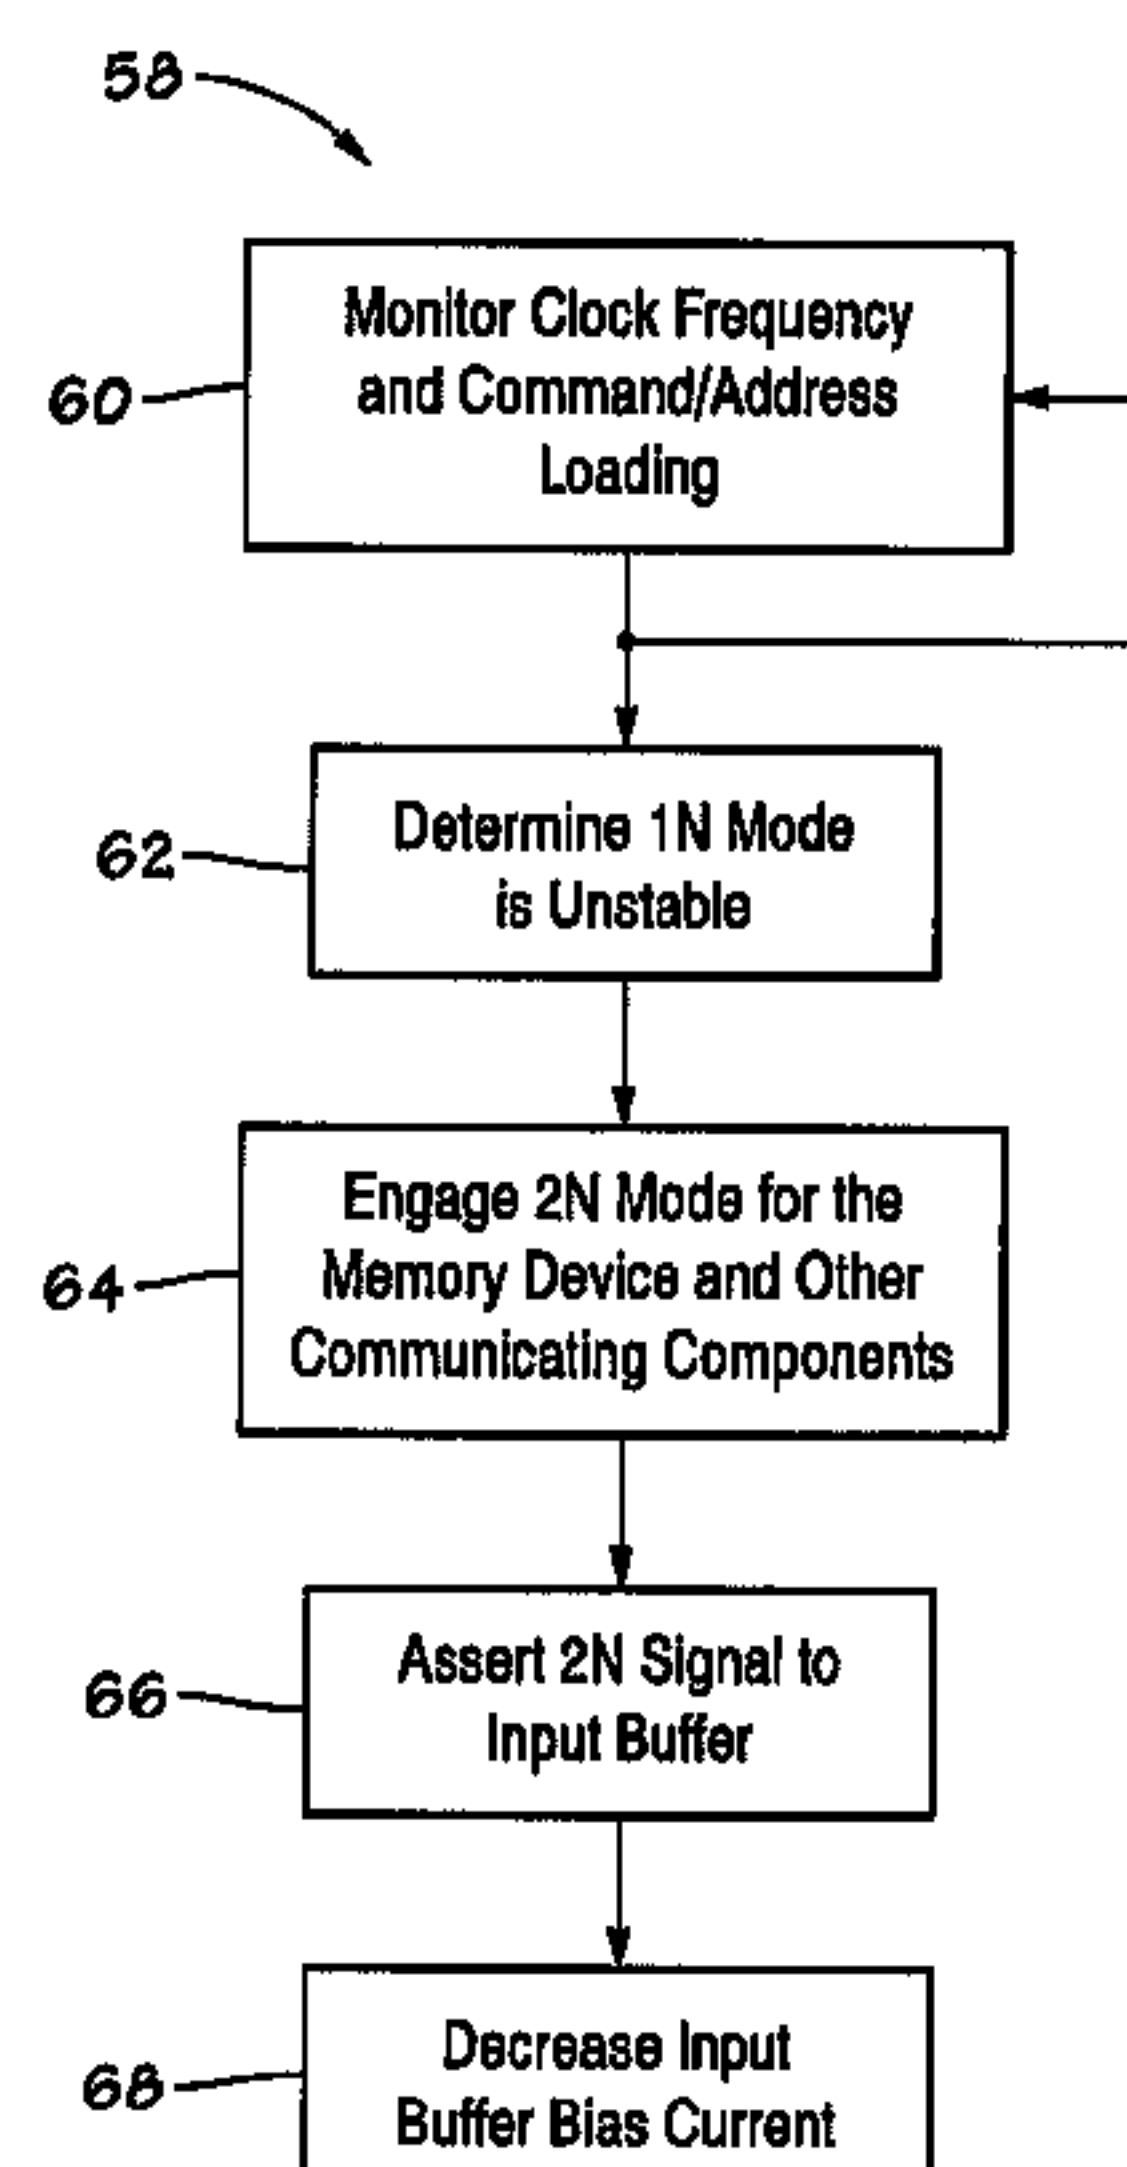 58
Monitor Clock Frequency
and Command/Address
Loading
60
Determine 1N Mode
is Unstable
62
Engage 2N Mode for the
Memory Device and Other
Communicating Components
64
Assert 2N Signal to
Input Buffer
66
Decrease Input
Buffer Bias Current
68